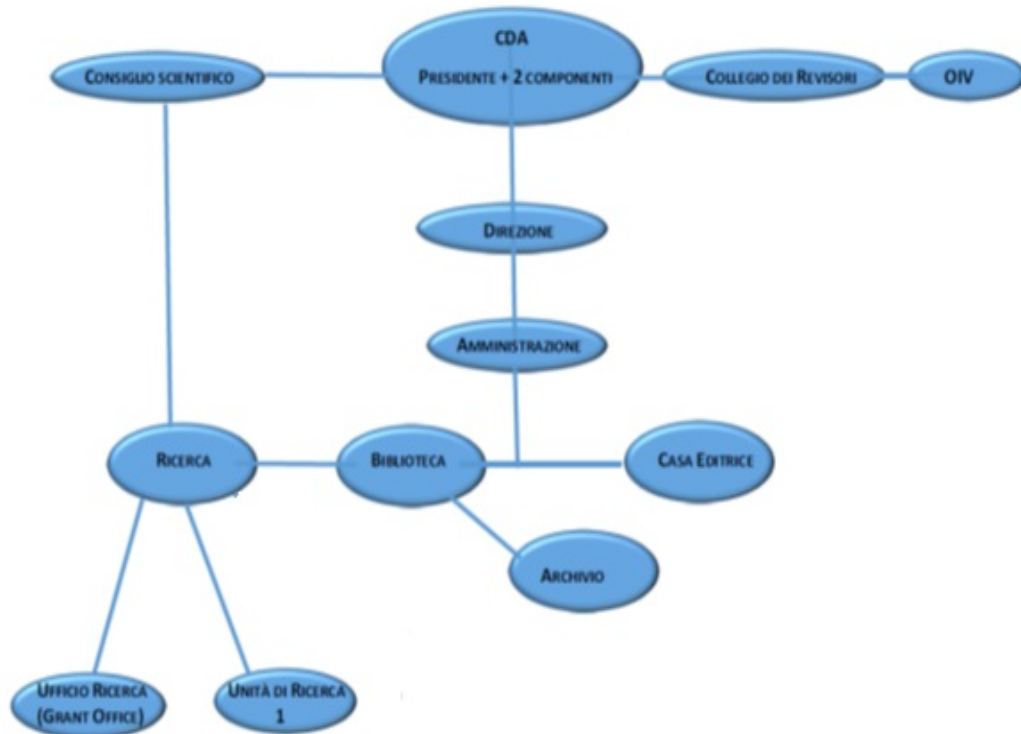 CDA
PRESIDENTE + 2 COMPONENTI
CONSIGLIO SCIENTIFICO
COLLEGIO DEI REVISORI
OIV
DIREZIONE
AMMINISTRAZIONE
RICERCA
BIBLIOTECA
CASA EDITRICE
ARCHIVIO
UFFICIO RICERCA
(GRANT OFFICE)
UNITÀ DI RICERCA
1